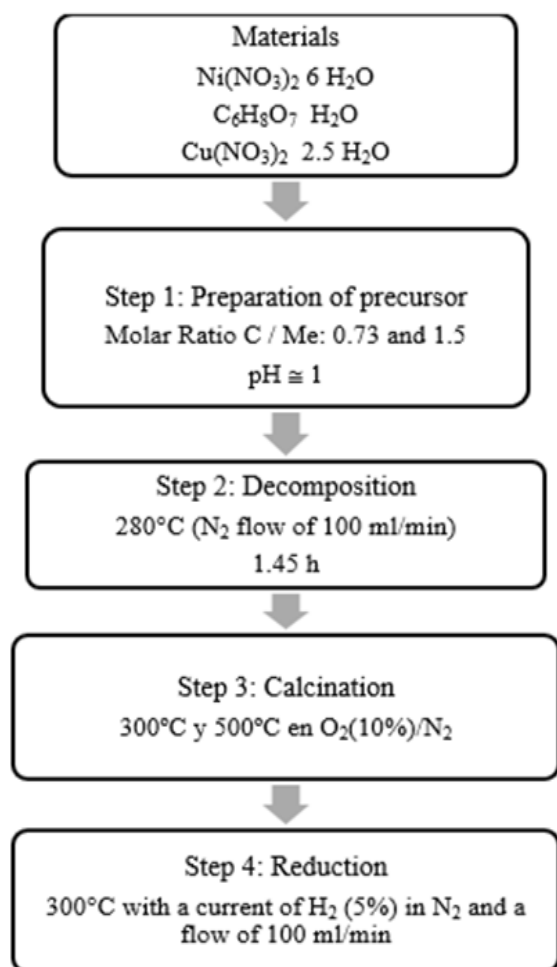 Materials
Ni(NO₃)₂ 6 H₂O
C₆H₈O₇ H₂O
Cu(NO₃)₂ 2.5 H₂O
Step 1: Preparation of precursor
Molar Ratio C / Me: 0.73 and 1.5
pH ≅ 1
Step 2: Decomposition
280°C (N₂ flow of 100 ml/min)
1.45 h
Step 3: Calcination
300°C y 500°C en O₂(10%)/N₂
Step 4: Reduction
300°C with a current of H₂ (5%) in N₂ and a
flow of 100 ml/min